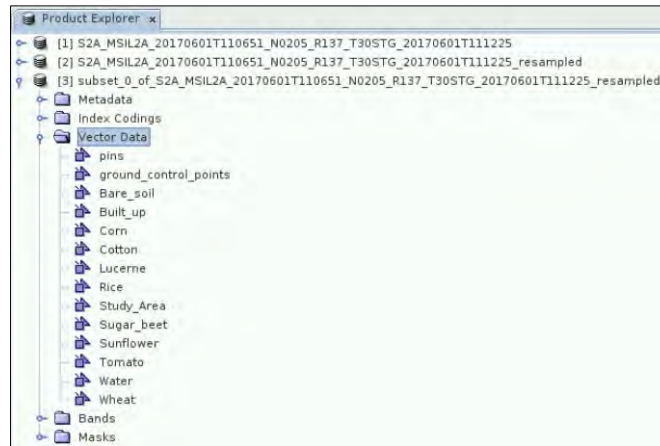 Product Explorer ×
[1] S2A_MSIL2A_20170601T110651_N0205_R137_T30STG_20170601T111225
[2] S2A_MSIL2A_20170601T110651_N0205_R137_T30STG_20170601T111225_resampled
[3] subset_0_of_S2A_MSIL2A_20170601T110651_N0205_R137_T30STG_20170601T111225_resampled
Metadata
Index Codings
Vector Data
pins
ground_control_points
Bare_soil
Built_up
Corn
Cotton
Lucerne
Rice
Study_Area
Sugar_beet
Sunflower
Tomato
Water
Wheat
Bands
Masks